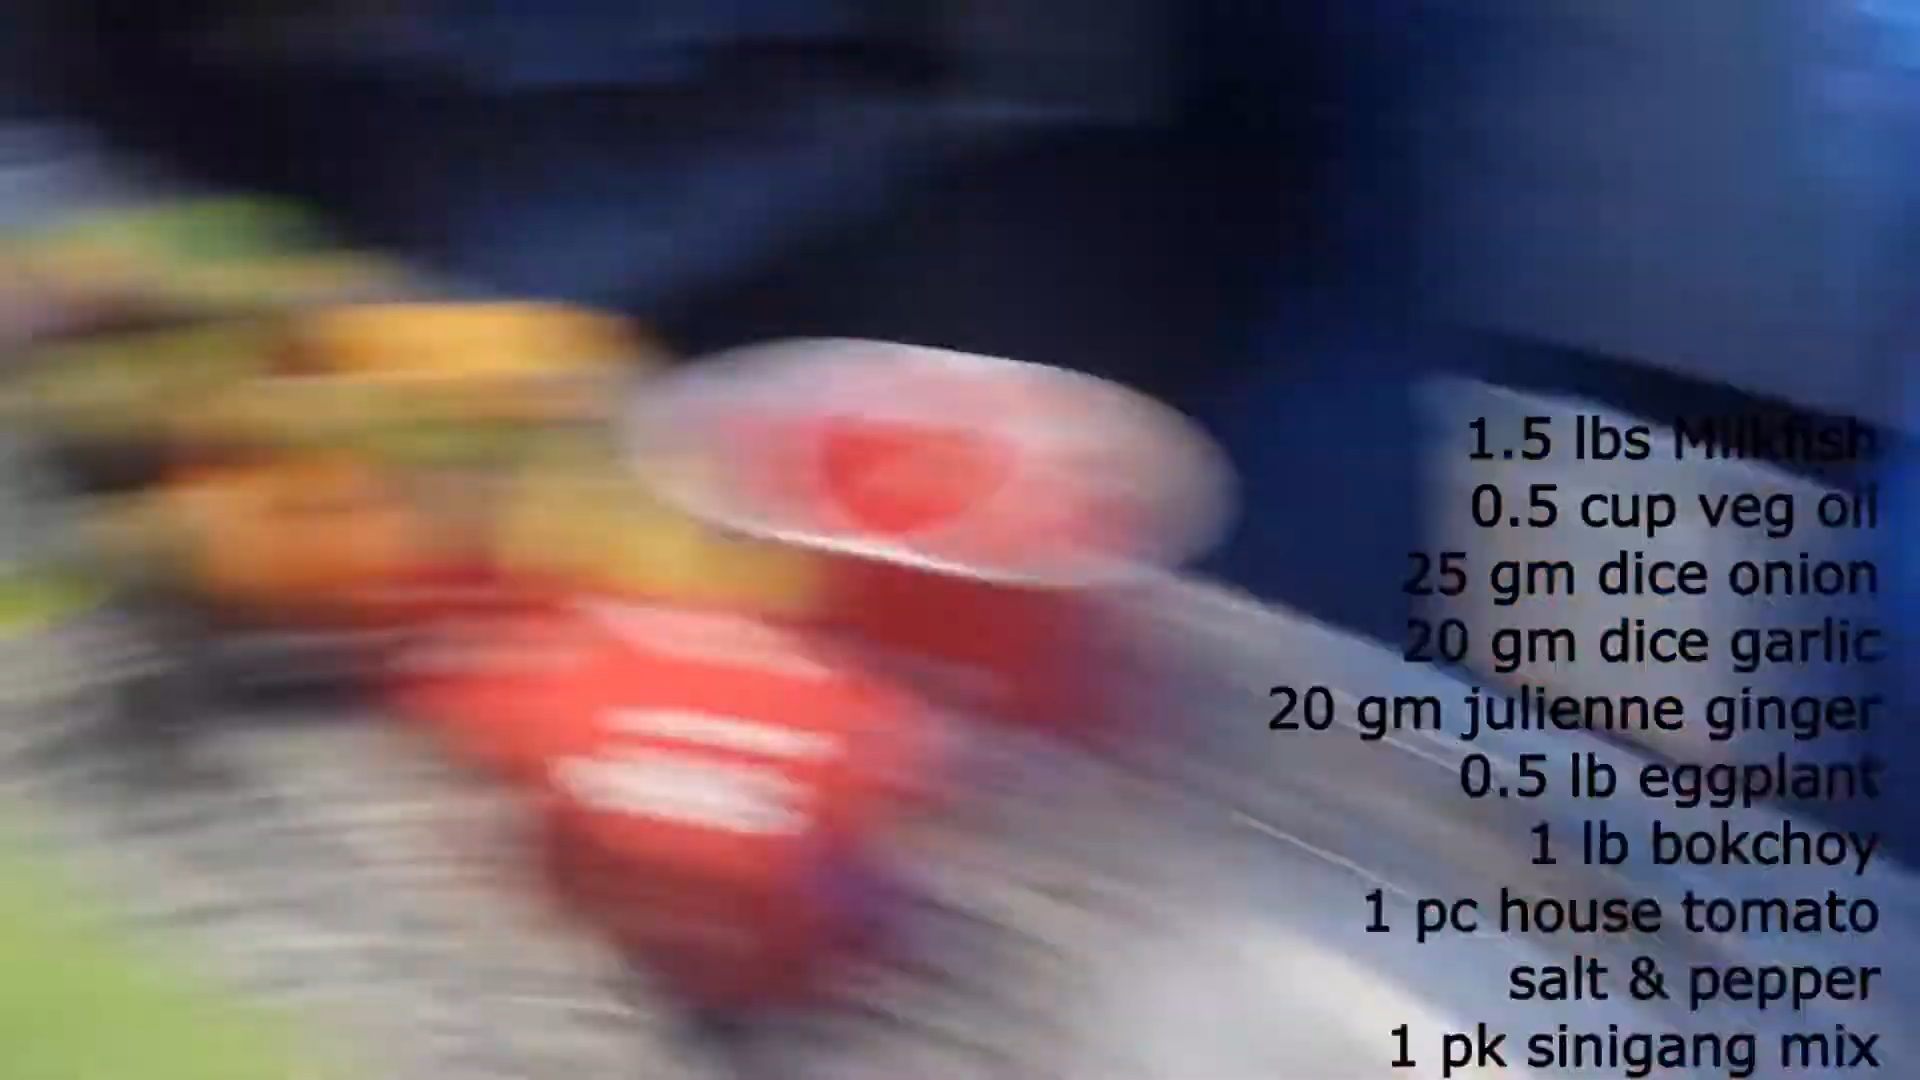 1.5 lbs Milkfish
0.5 cup veg oil
25 gm dice onion
20 gm dice garlic
20 gm julienne ginger
0.5 lb eggplant
1 lb bokchoy
1 pc house tomato
salt & pepper
1 pk sinigang mix